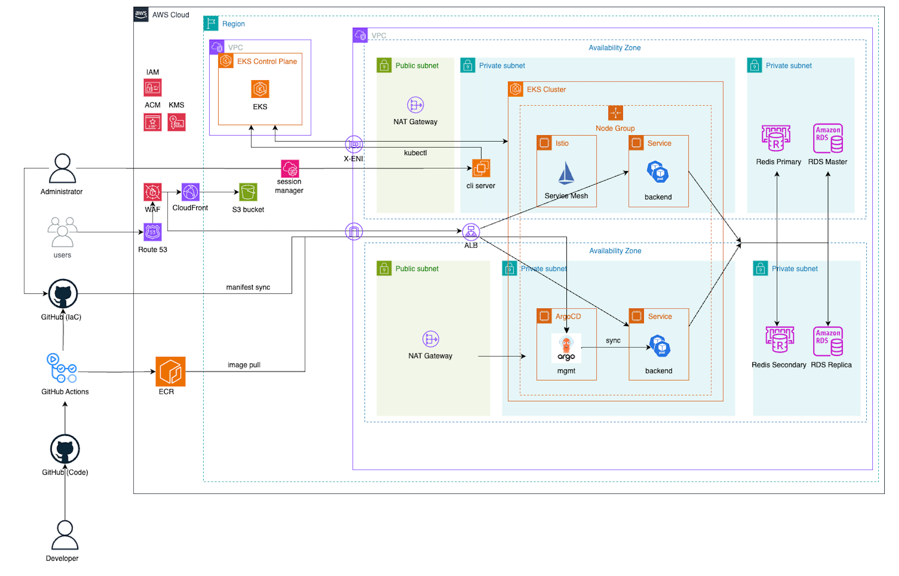 aws
AWS Cloud
Region
VPC
EKS Control Plane
EKS
IAM
ACM
KMS
VPC
Availability Zone
Public subnet
NAT Gateway
Private subnet
EKS Cluster
Node Group
Istio
Service Mesh
Service
backend
Private subnet
R
Redis Primary
Amazon
RDS
RDS Master
X-ENI
kubectl
cli server
session
manager
Administrator
WAF
CloudFront
S3 bucket
users
Route 53
ALB
Availability Zone
Public subnet
NAT Gateway
Private subnet
ArgoCD
argo
mgmt
sync
Service
backend
Private subnet
R
Redis Secondary
Amazon
RDS
RDS Replica
GitHub (IaC)
manifest sync
GitHub Actions
ECR
image pull
GitHub (Code)
Developer